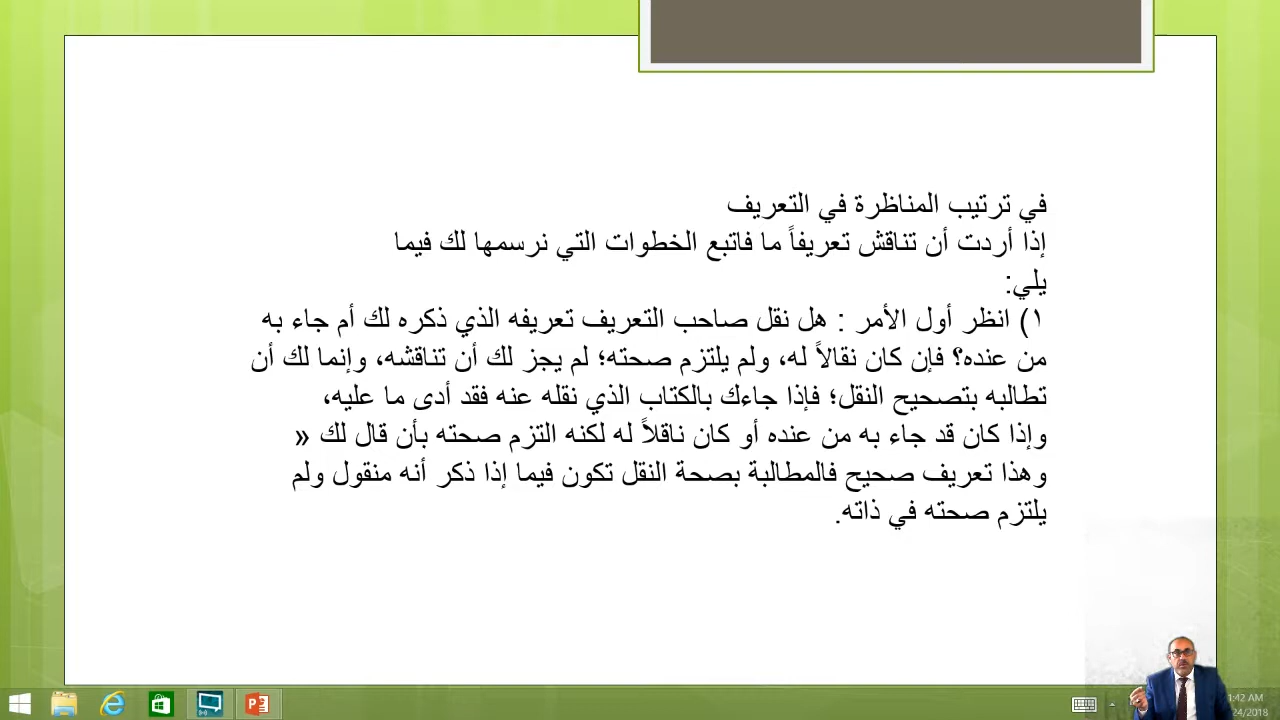 في ترتيب المناظرة في التعريف
إذا أردت أن تناقش تعريفاً ما فاتبع الخطوات التي نرسمها لك فيما
يلي:
١) انظر أول الأمر : هل نقل صاحب التعريف تعريفه الذي ذكره لك أم جاء به
من عنده؟ فإن كان نقالاً له، ولم يلتزم صحته؛ لم يجز لك أن تناقشه، وإنما لك أن
تطالبه بتصحيح النقل؛ فإذا جاءك بالكتاب الذي نقله عنه فقد أدى ما عليه،
وإذا كان قد جاء به من عنده أو كان ناقلاً له لكنه التزم صحته بأن قال لك «
وهذا تعريف صحيح فالمطالبة بصحة النقل تكون فيما إذا ذكر أنه منقول ولم
يلتزم صحته في ذاته.
1:42 AM
24/2018